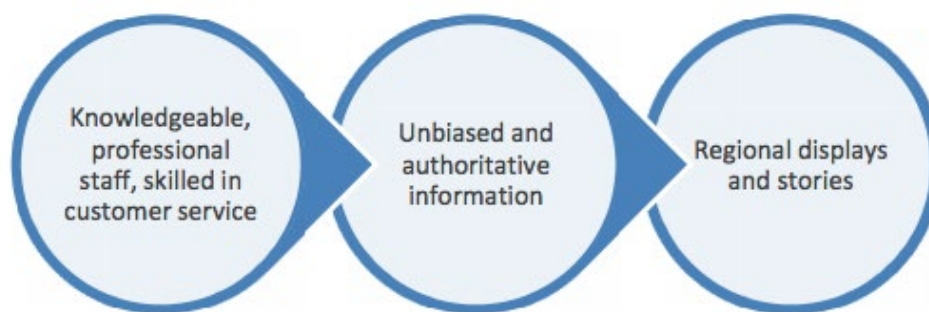 Knowledgeable,
professional
staff, skilled in
customer service
Unbiased and
authoritative
information
Regional displays
and stories